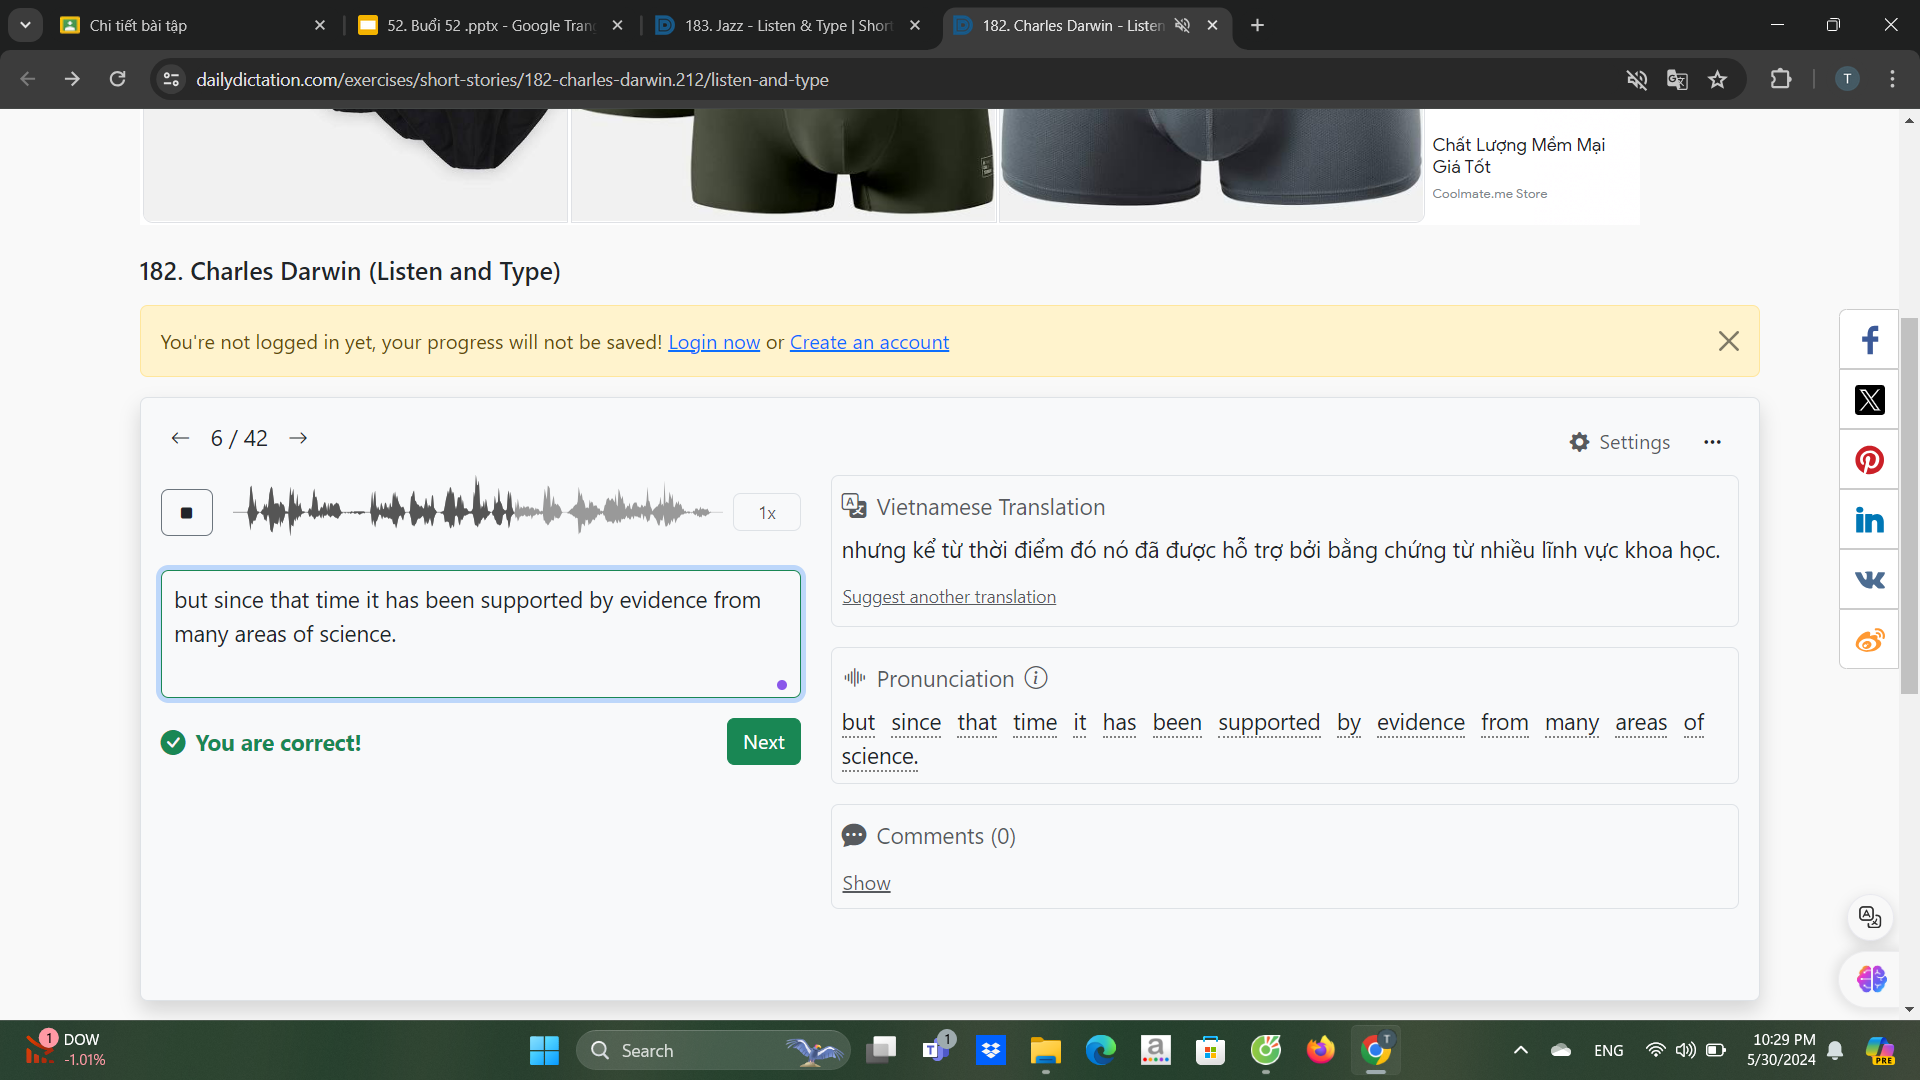 Chi tiết bài tập
52. Buổi 52 .pptx - Google Tran
183. Jazz - Listen & Type | Short
182. Charles Darwin - Listen
dailydictation.com/exercises/short-stories/182-charles-darwin.212/listen-and-type
T
Chất Lượng Mềm Mại
Giá Tốt
Coolmate.me Store
182. Charles Darwin (Listen and Type)
You're not logged in yet, your progress will not be saved! Login now or Create an account
6 / 42
Settings
1x
but since that time it has been supported by evidence from
many areas of science.
You are correct!
Next
Vietnamese Translation
nhưng kể từ thời điểm đó nó đã được hỗ trợ bởi bằng chứng từ nhiều lĩnh vực khoa học.
Suggest another translation
Pronunciation
but since that time it has been supported by evidence from many areas of
science.
Comments (0)
Show
1
DOW
-1.01%
Search
1
T
ENG
10:29 PM
5/30/2024
PRE